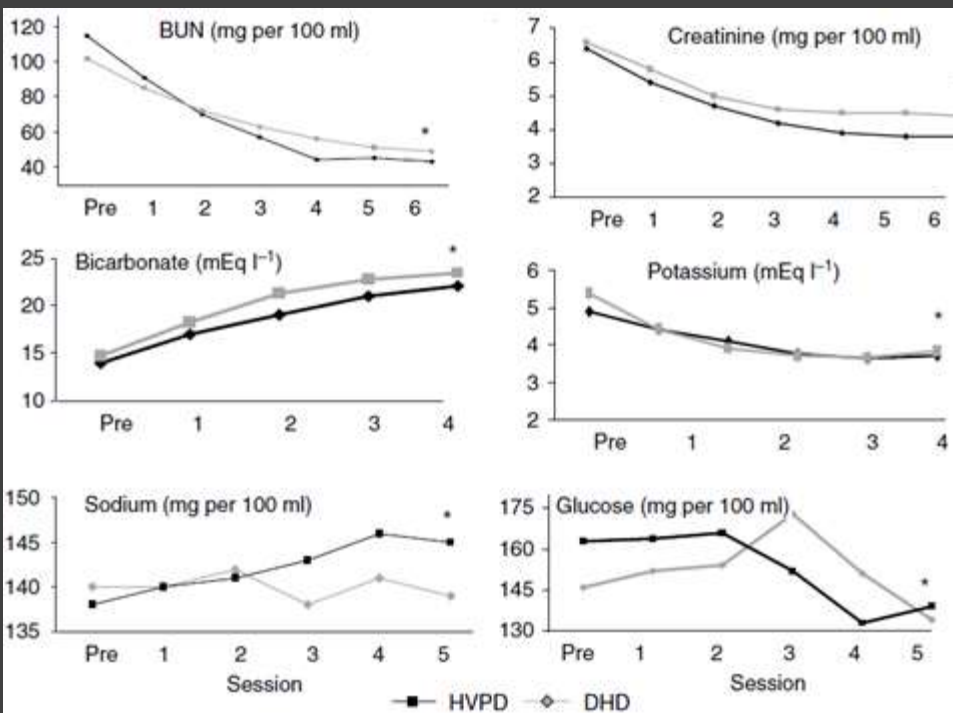 BUN (mg per 100 ml)
120
100
80
60
40
*
Pre 1 2 3 4 5 6
Creatinine (mg per 100 ml)
7
6
5
4
3
2
Pre 1 2 3 4 5 6
Bicarbonate (mEq l⁻¹)
25
20
15
10
*
Pre 1 2 3 4
Potassium (mEq l⁻¹)
6
5
4
3
2
*
Pre 1 2 3 4
Sodium (mg per 100 ml)
150
145
140
135
*
Pre 1 2 3 4 5
Session
Glucose (mg per 100 ml)
175
160
145
130
*
Pre 1 2 3 4 5
Session
HVPD DHD